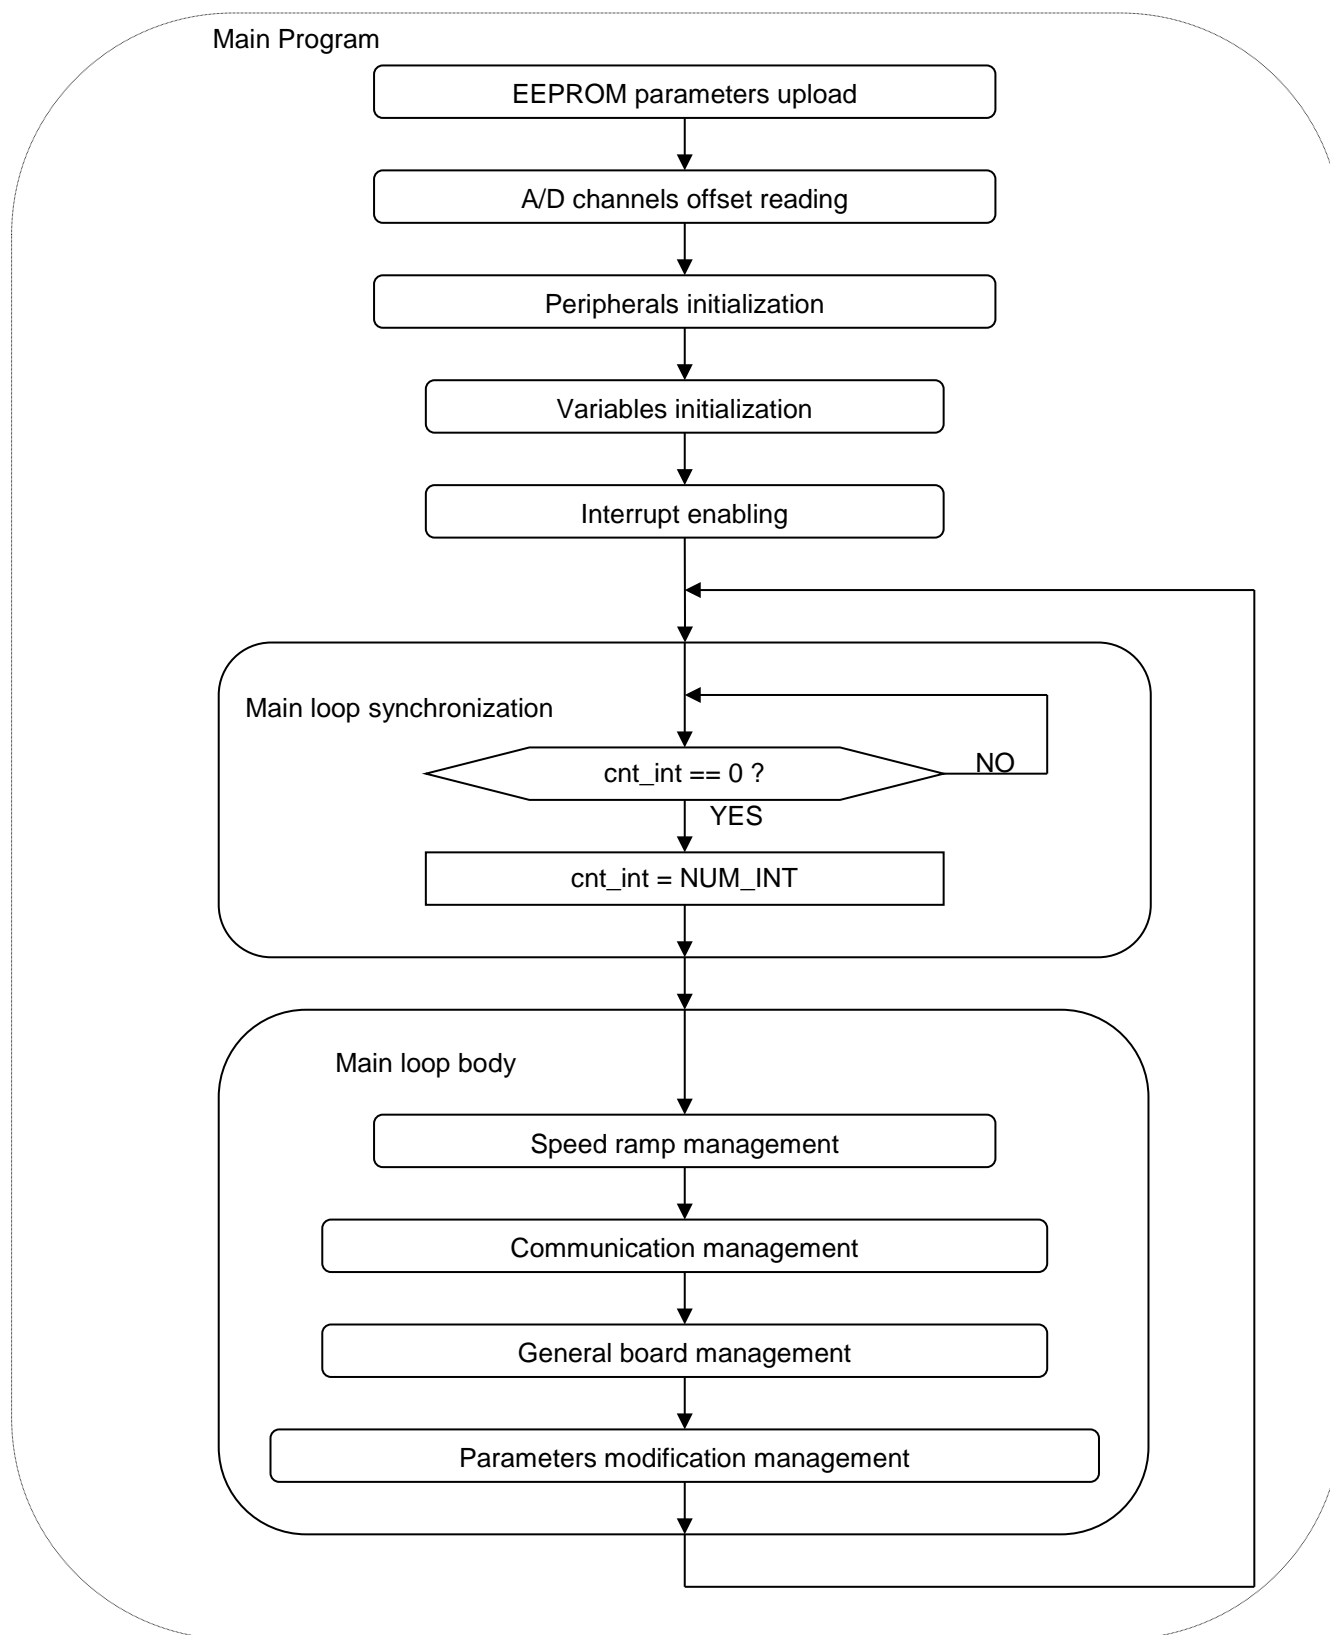 Main Program
EEPROM parameters upload
A/D channels offset reading
Peripherals initialization
Variables initialization
Interrupt enabling
Main loop synchronization
cnt_int == 0 ?
NO
YES
cnt_int = NUM_INT
Main loop body
Speed ramp management
Communication management
General board management
Parameters modification management